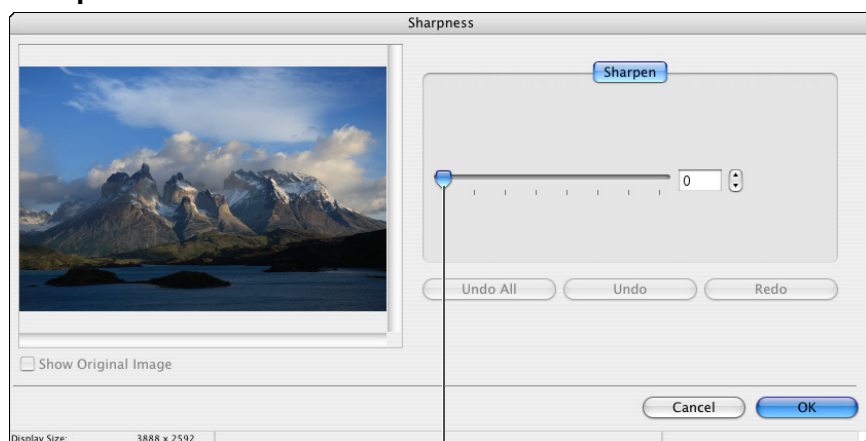 Sharpness
Sharpen
0
Undo All Undo Redo
Show Original Image
Cancel OK
Display Size: 3888 x 2592